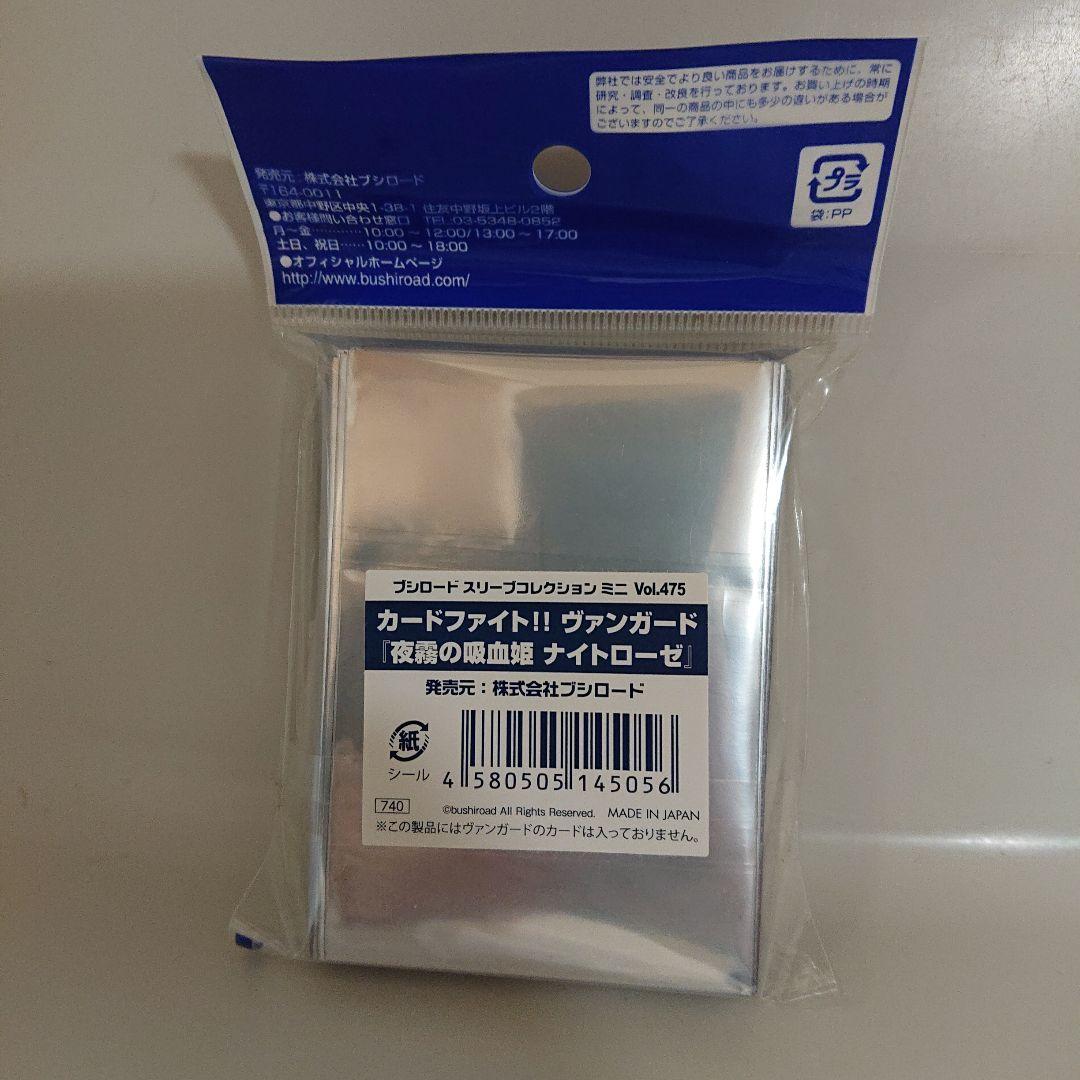 弊社では安全でより良い商品をお届けするために、常に
研究・調査・改良を行っております。お買い上げの時期
によって、同一の商品の中にも多少の違いがある場合が
ございますのでご了承ください。
発売元：株式会社ブシロード
〒164-0011
東京都中野区中央1-38-1 住友中野坂上ビル2階
●お客様問い合わせ窓口 TEL.03-5348-0852
月～金…………10:00～12:00/13:00～17:00
土日、祝日……10:00～18:00
●オフィシャルホームページ
http://www.bushiroad.com/
プラ
袋:PP
ブシロード スリーブコレクション ミニ Vol.475
カードファイト!! ヴァンガード
『夜霧の吸血姫 ナイトローゼ』
発売元：株式会社ブシロード
紙
シール
4 580505 145056
740
©bushiroad All Rights Reserved. MADE IN JAPAN
※この製品にはヴァンガードのカードは入っておりません。